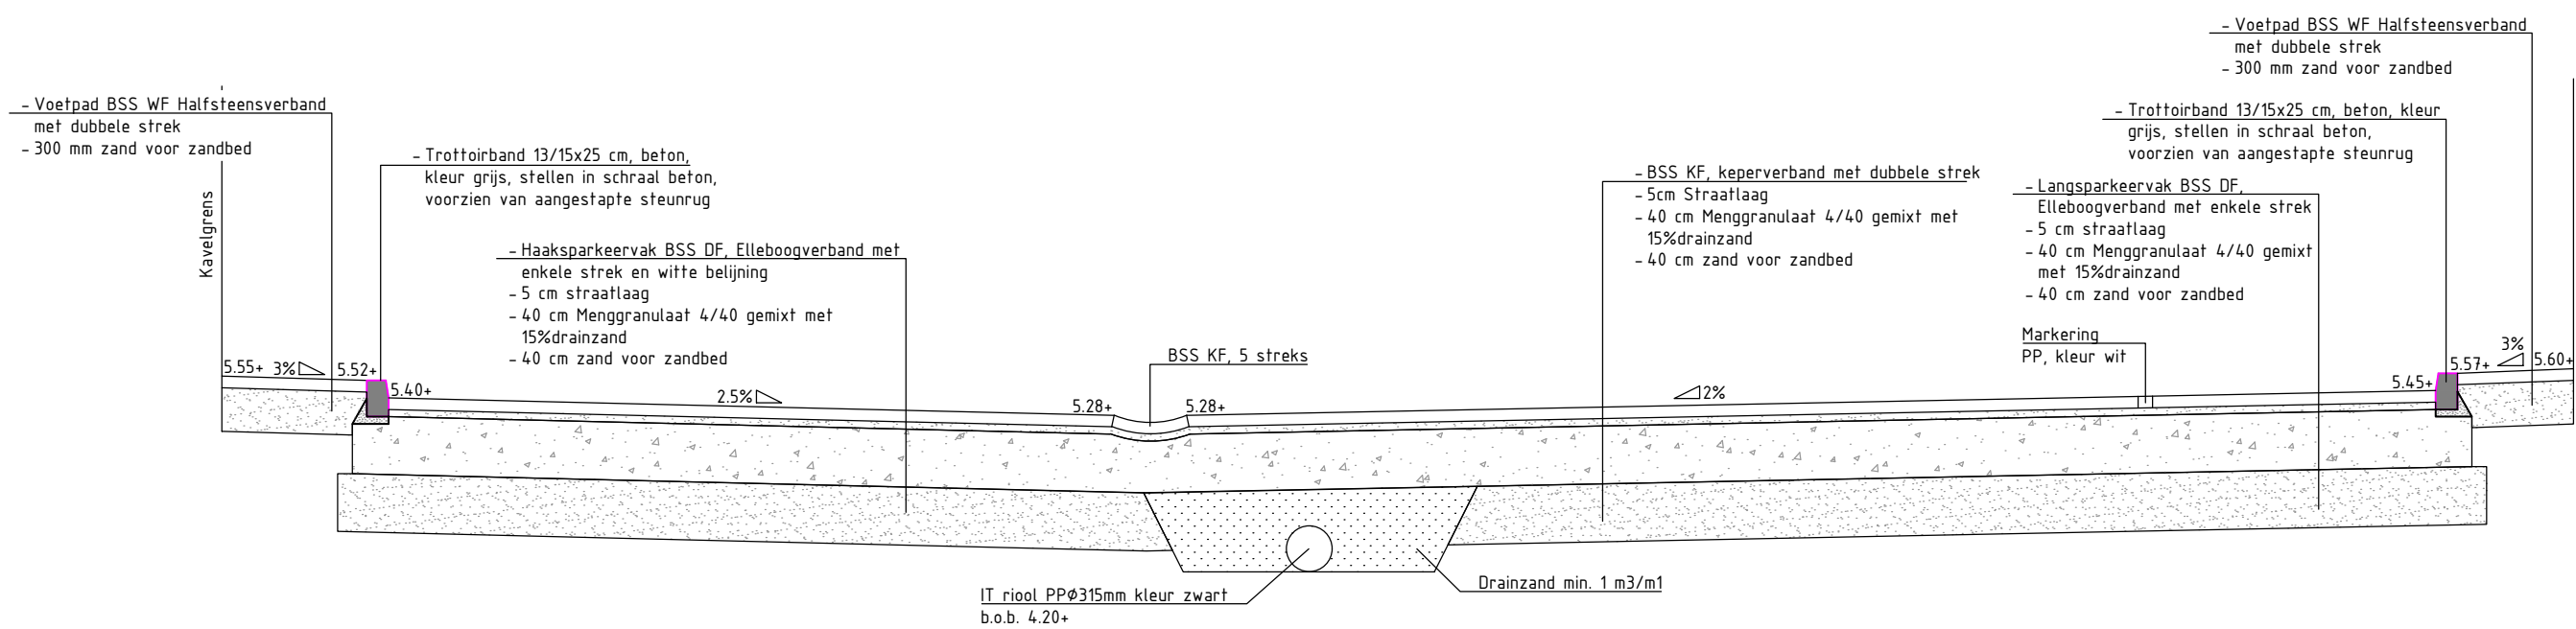 - Voetpad BSS WF Halfsteensverband
met dubbele strek
- 300 mm zand voor zandbed
Kavelgrens
- Trottoirband 13/15x25 cm, beton,
kleur grijs, stellen in schraal beton,
voorzien van aangestapte steunrug
- Haaksparkeervak BSS DF, Elleboogverband met
enkele strek en witte belijning
- 5 cm straatlaag
- 40 cm Menggranulaat 4/40 gemixt met
15%drainzand
- 40 cm zand voor zandbed
BSS KF, 5 streks
- BSS KF, keperverband met dubbele strek
- 5cm Straatlaag
- 40 cm Menggranulaat 4/40 gemixt met
15%drainzand
- 40 cm zand voor zandbed
- Voetpad BSS WF Halfsteensverband
met dubbele strek
- 300 mm zand voor zandbed
- Trottoirband 13/15x25 cm, beton, kleur
grijs, stellen in schraal beton,
voorzien van aangestapte steunrug
- Langsparkeervak BSS DF,
Elleboogverband met enkele strek
- 5 cm straatlaag
- 40 cm Menggranulaat 4/40 gemixt
met 15%drainzand
- 40 cm zand voor zandbed
Markering
PP, kleur wit
5.55+ 3% 5.52+
5.40+
2.5%
5.28+ 5.28+
2%
5.45+
5.57+
3%
5.60+
IT riool PPØ315mm kleur zwart
b.o.b. 4.20+
Drainzand min. 1 m3/m1